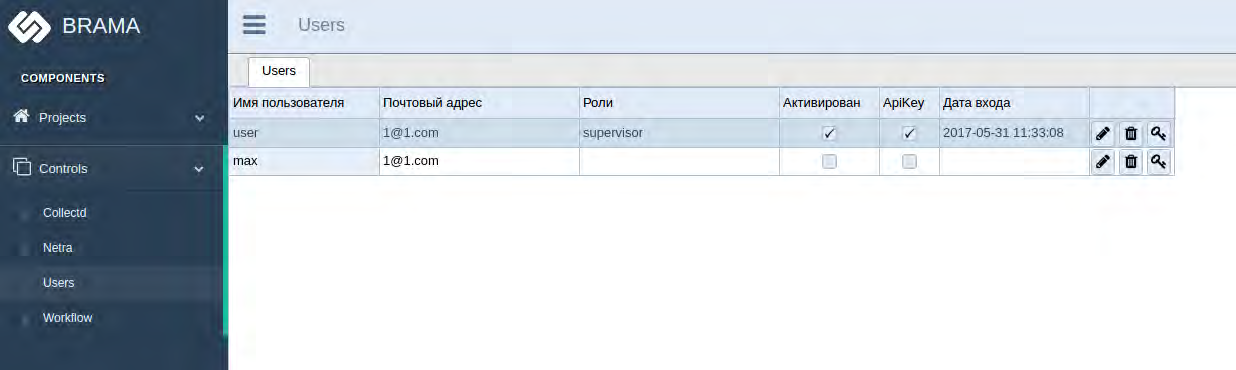 BRAMA
Users
COMPONENTS
Users
Имя пользователя Почтовый адрес Роли Активирован ApiKey Дата входа
Projects
user 1@1.com supervisor 2017-05-31 11:33:08
max 1@1.com
Controls
Collectd
Netra
Users
Workflow